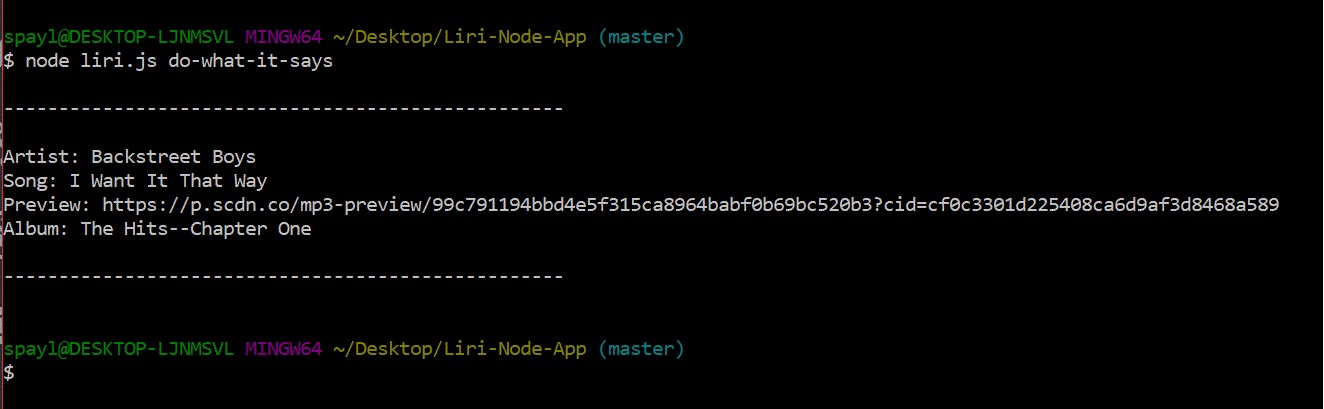 spayl@DESKTOP-LJNMSVL MINGW64 ~/Desktop/Liri-Node-App (master)
$ node liri.js do-what-it-says
---------------------------------------------------
Artist: Backstreet Boys
Song: I Want It That Way
Preview: https://p.scdn.co/mp3-preview/99c791194bbd4e5f315ca8964babf0b69bc520b3?cid=cf0c3301d225408ca6d9af3d8468a589
Album: The Hits--Chapter One
---------------------------------------------------
spayl@DESKTOP-LJNMSVL MINGW64 ~/Desktop/Liri-Node-App (master)
$